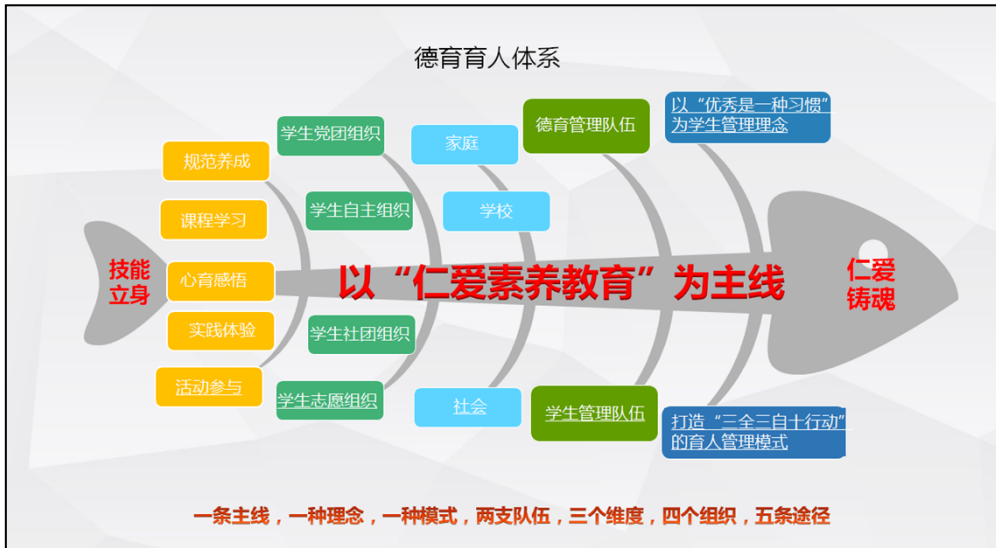 德育育人体系
规范养成
课程学习
心育感悟
实践体验
活动参与
学生党团组织
学生自主组织
学生社团组织
学生志愿组织
家庭
学校
社会
德育管理队伍
学生管理队伍
以“优秀是一种习惯”
为学生管理理念
打造“三全三自十行动”
的育人管理模式
技能
立身
以“仁爱素养教育”为主线
仁爱
铸魂
一条主线，一种理念，一种模式，两支队伍，三个维度，四个组织，五条途径